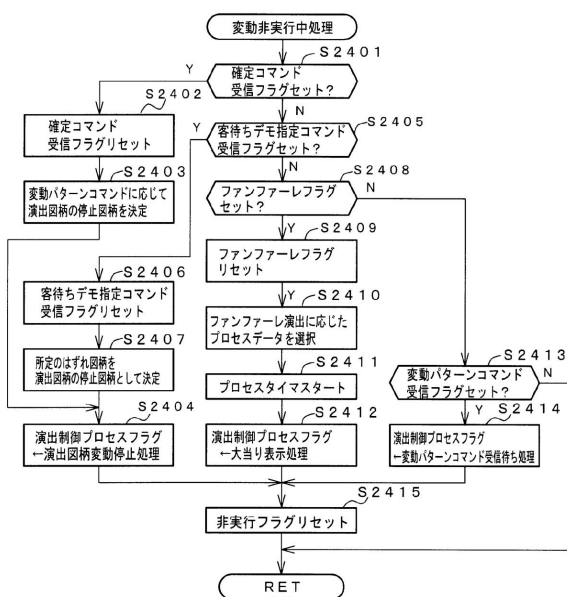 変動非実行中処理
S2401
確定コマンド
受信フラグセット?
Y
N
S2402
確定コマンド
受信フラグリセット
S2403
変動パターンコマンドに応じて
演出図柄の停止図柄を決定
S2405
客待ちデモ指定コマンド
受信フラグセット?
Y
N
S2406
客待ちデモ指定コマンド
受信フラグリセット
S2407
所定のはずれ図柄を
演出図柄の停止図柄として決定
S2404
演出制御プロセスフラグ
←演出図柄変動停止処理
S2408
ファンファーレフラグ
セット?
N
Y
S2409
ファンファーレフラグ
リセット
Y
S2410
ファンファーレ演出に応じた
プロセスデータを選択
S2411
プロセスタイマスタート
S2412
演出制御プロセスフラグ
←大当り表示処理
S2413
変動パターンコマンド
受信フラグセット?
N
Y
S2414
演出制御プロセスフラグ
←変動パターンコマンド受信待ち処理
S2415
非実行フラグリセット
RET